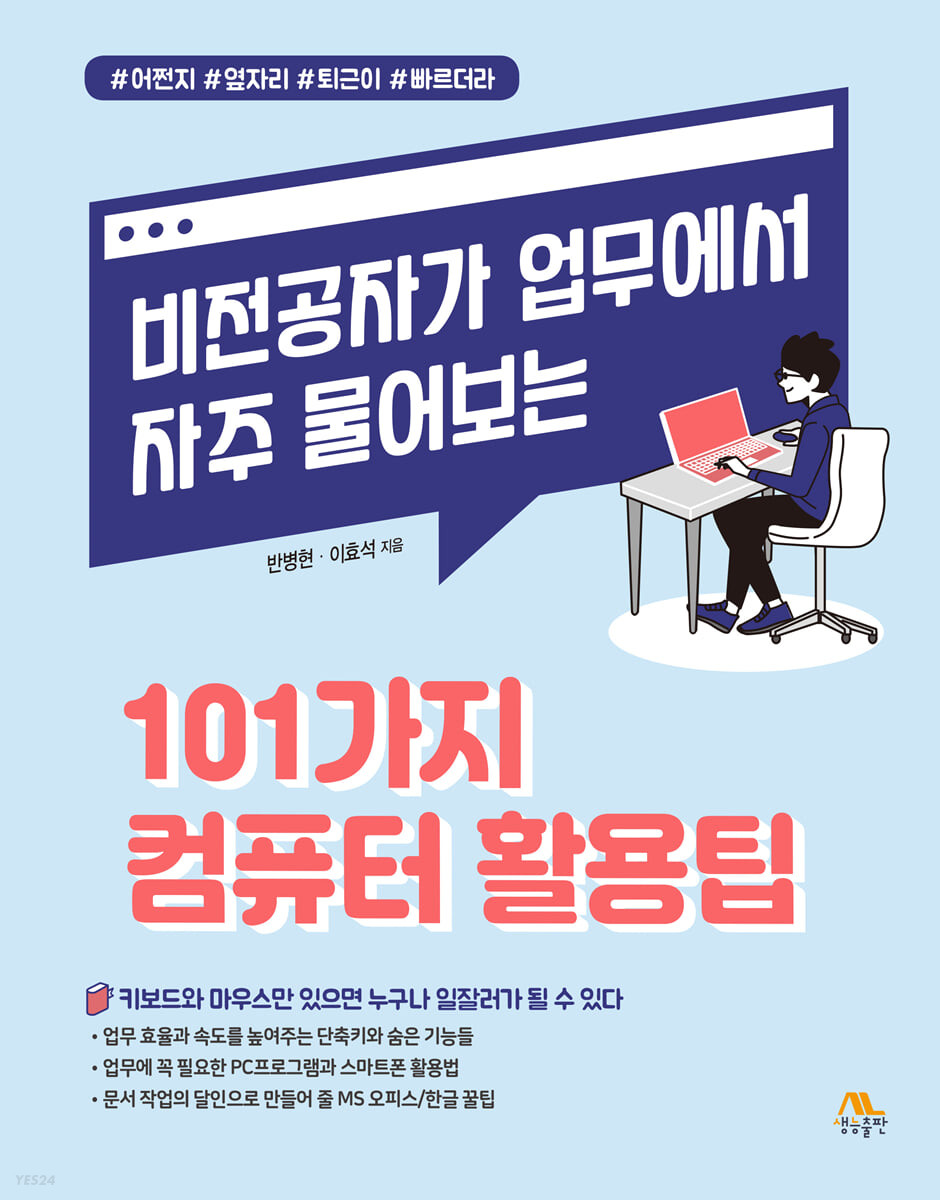 #어쩐지 #옆자리 #퇴근이 #빠르더라
비전공자가 업무에서
자주 물어보는
반병현 · 이효석 지음
101가지
컴퓨터 활용팁
키보드와 마우스만 있으면 누구나 일잘러가 될 수 있다
• 업무 효율과 속도를 높여주는 단축키와 숨은 기능들
• 업무에 꼭 필요한 PC프로그램과 스마트폰 활용법
• 문서 작업의 달인으로 만들어 줄 MS 오피스/한글 꿀팁
생능출판
YES24